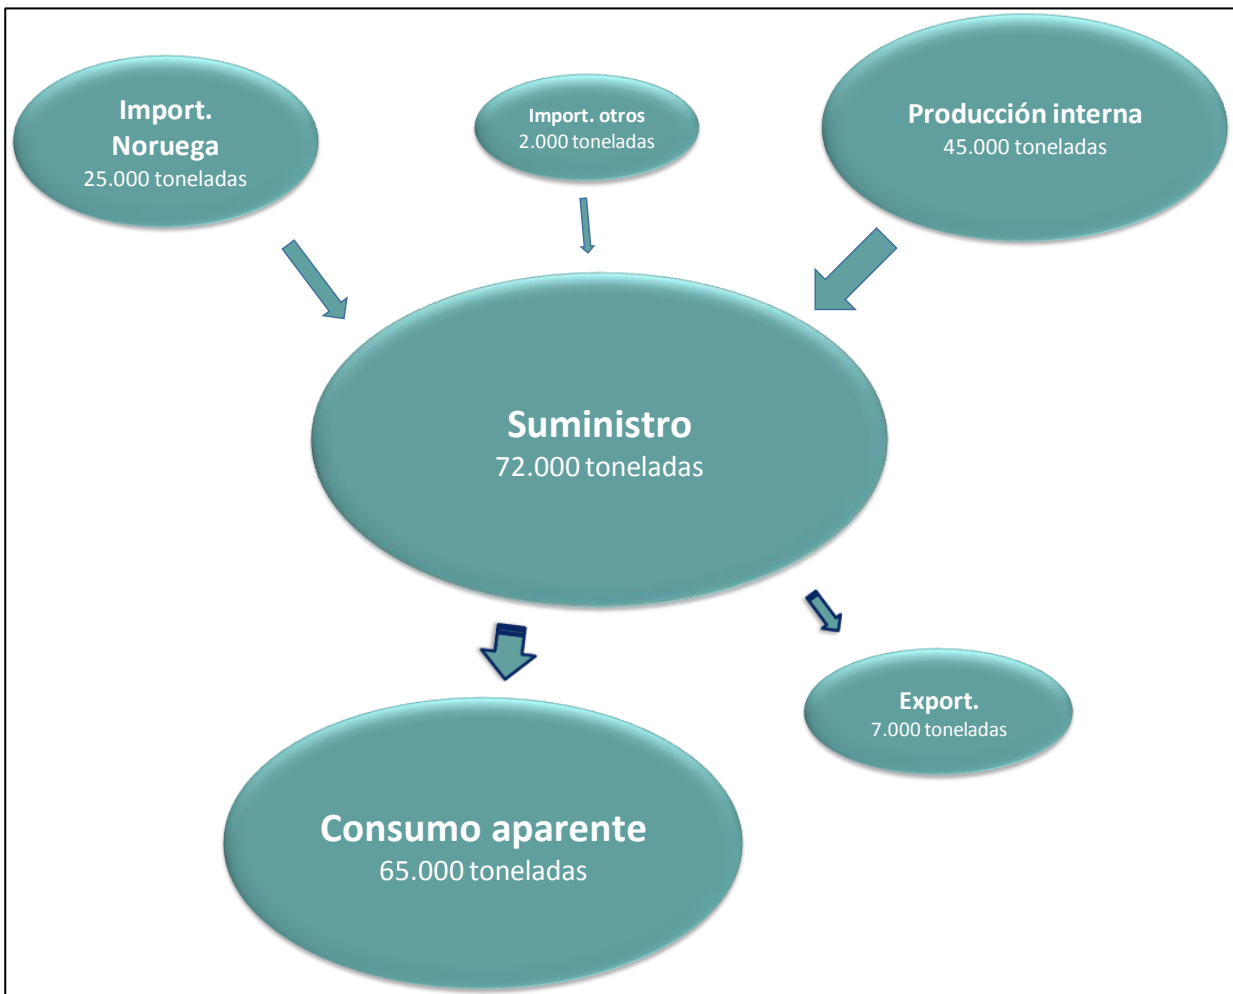 Import.
Noruega
25.000 toneladas
Import. otros
2.000 toneladas
Producción interna
45.000 toneladas
Suministro
72.000 toneladas
Export.
7.000 toneladas
Consumo aparente
65.000 toneladas